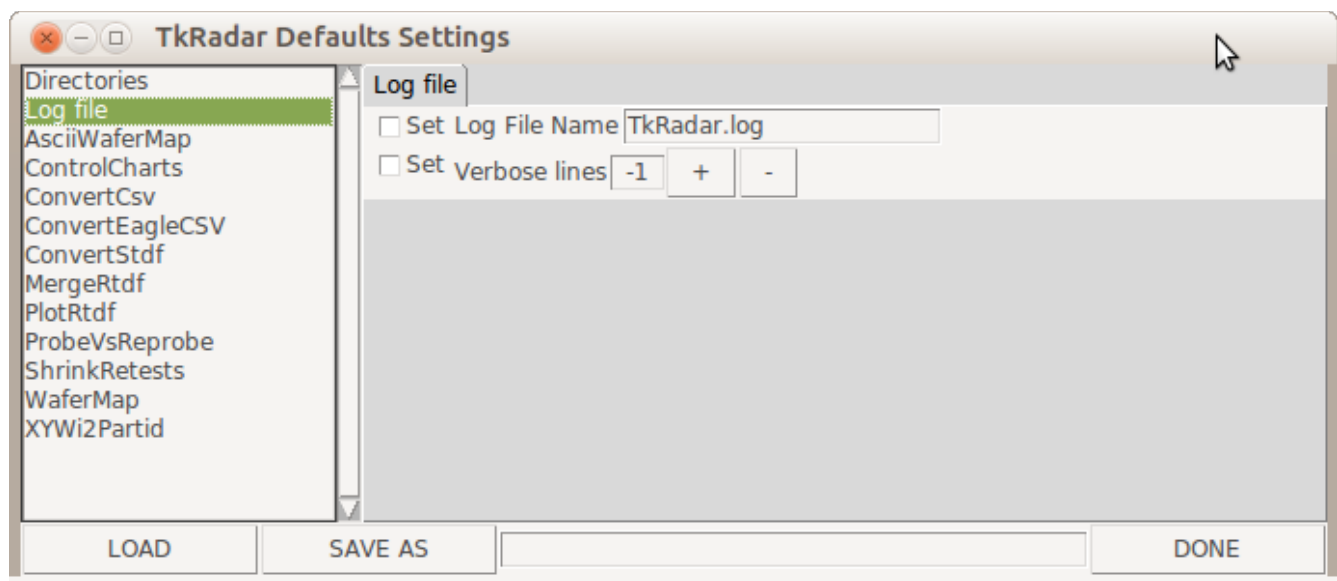 TkRadar Defaults Settings
Directories
Log file
AsciiWaferMap
ControlCharts
ConvertCsv
ConvertEagleCSV
ConvertStdf
MergeRtdf
PlotRtdf
ProbeVsReprobe
ShrinkRetests
WaferMap
XYWi2Partid
Log file
Set Log File Name TkRadar.log
Set Verbose lines -1 + -
LOAD SAVE AS DONE